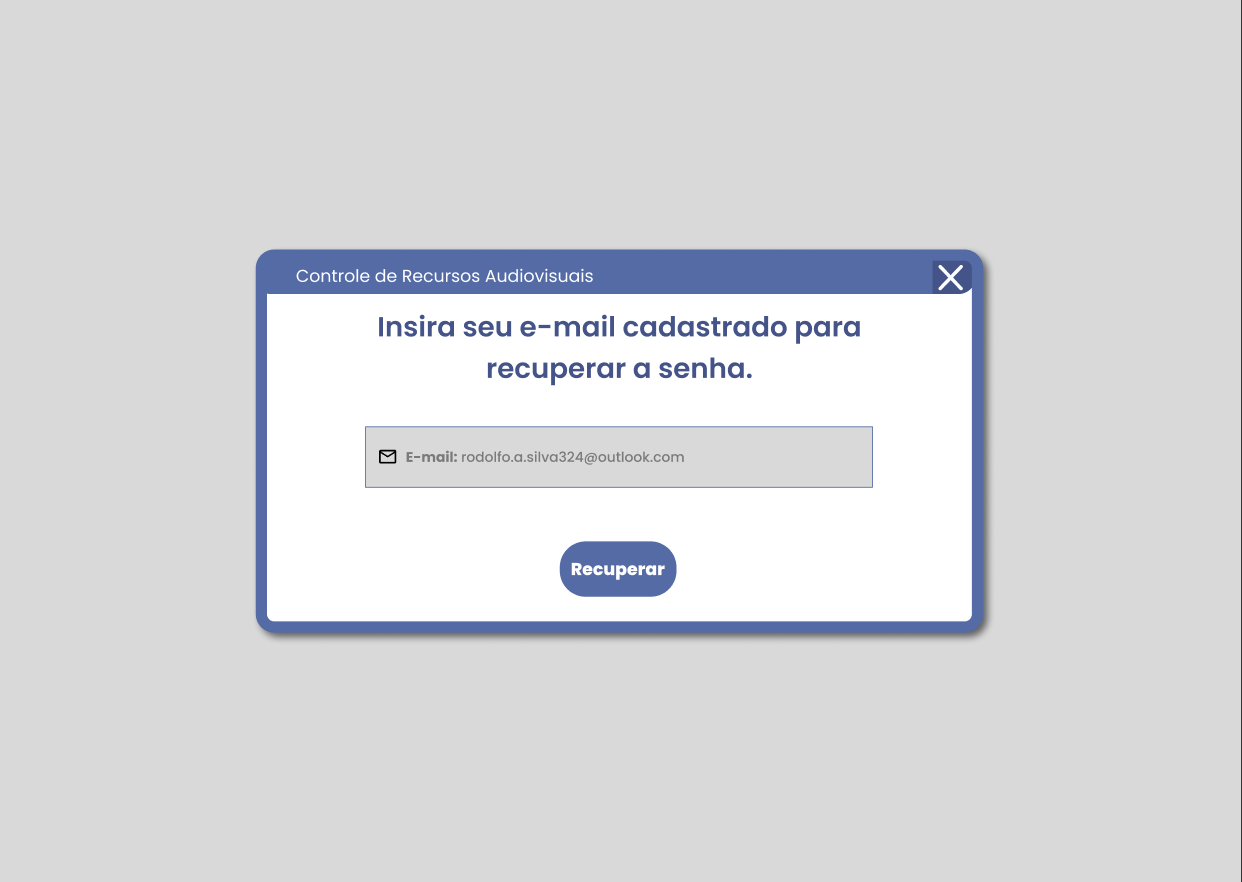 Controle de Recursos Audiovisuais
Insira seu e-mail cadastrado para
recuperar a senha.
E-mail: rodolfo.a.silva324@outlook.com
Recuperar